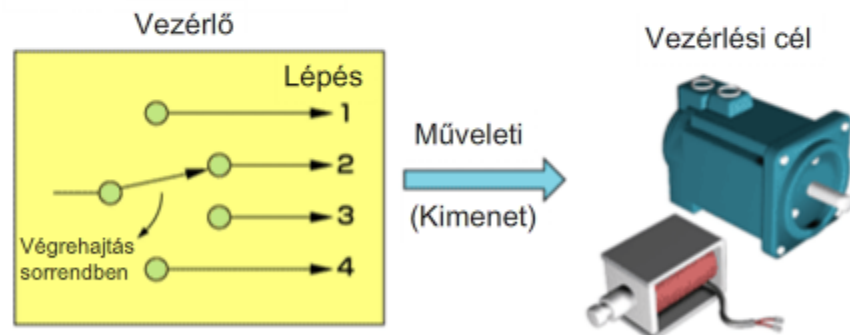 Vezérlő
Lépés
1
2
3
4
Végrehajtás
sorrendben
Műveleti
(Kimenet)
Vezérlési cél